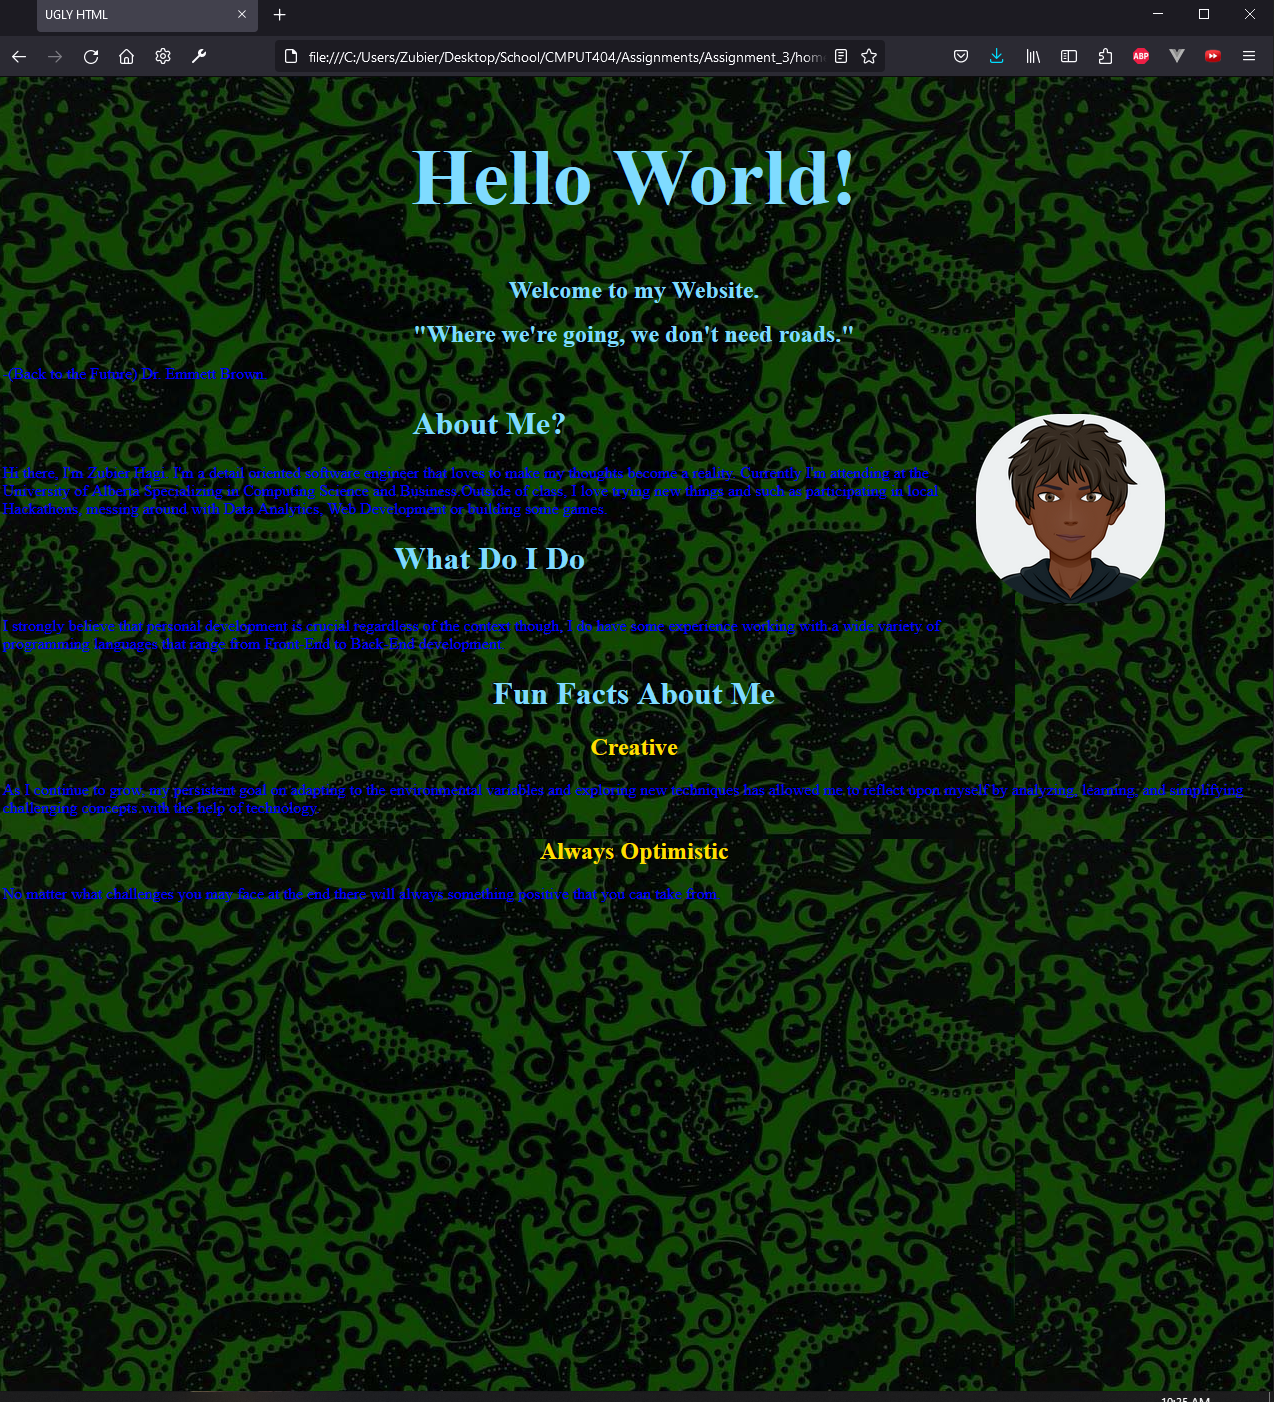 UGLY HTML
file:///C:/Users/Zubier/Desktop/School/CMPUT404/Assignments/Assignment_3/hom
ABP
Hello World!
Welcome to my Website.
"Where we're going, we don't need roads."
(Back to the Future) Dr. Emmett Brown.
About Me?
Hi there, I'm Zubier Hagi. I'm a detail oriented software engineer that loves to make my thoughts become a reality. Currently I'm attending at the
University of Alberta Specializing in Computing Science and Business Outside of class, I love trying new things and such as participating in local
Hackathons, messing around with Data Analytics, Web Development or building some games.
What Do I Do
I strongly believe that personal development is crucial regardless of the context though, I do have some experience working with a wide variety of
programming languages that range from Front End to Back End development.
Fun Facts About Me
Creative
As I continue to grow, my persistent goal on adapting to the environmental variables and exploring new techniques has allowed me to reflect upon myself by analyzing, learning, and simplifying
challenging concepts with the help of technology.
Always Optimistic
No matter what challenges you may face at the end there will always something positive that you can take from.
10:25 AM